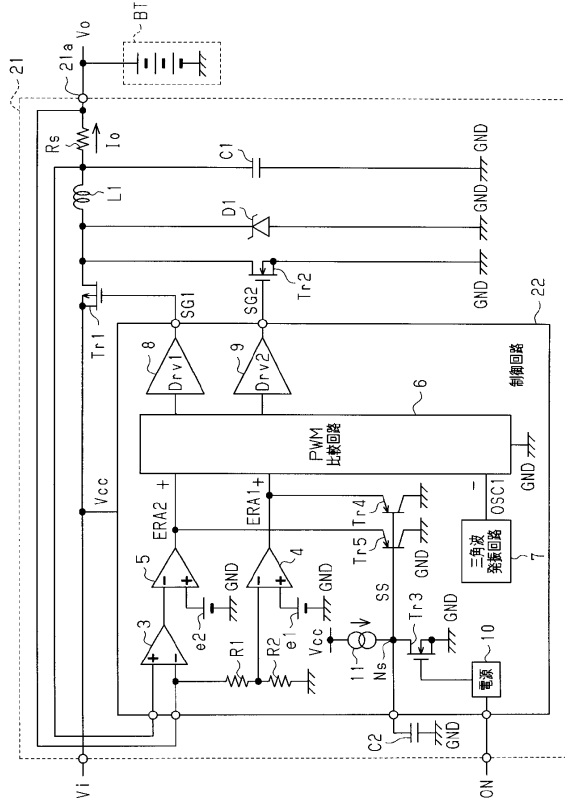 21
21a
Vo
BT
Rs
Io
L1
C1
GND
D1
GND
Tr1
Tr2
GND
SG1
SG2
22
Vcc
8
Drv1
9
Drv2
6
PWM
比較回路
制御回路
GND
ERA2
+
ERA1
+
-
OSC1
5
-
+
e2
GND
4
-
+
e1
GND
3
+
-
R1
R2
Tr4
Tr5
GND
SS
三角波
発振回路
7
Vcc
11
Ns
Tr3
GND
10
電源
C2
GND
Vi
ON